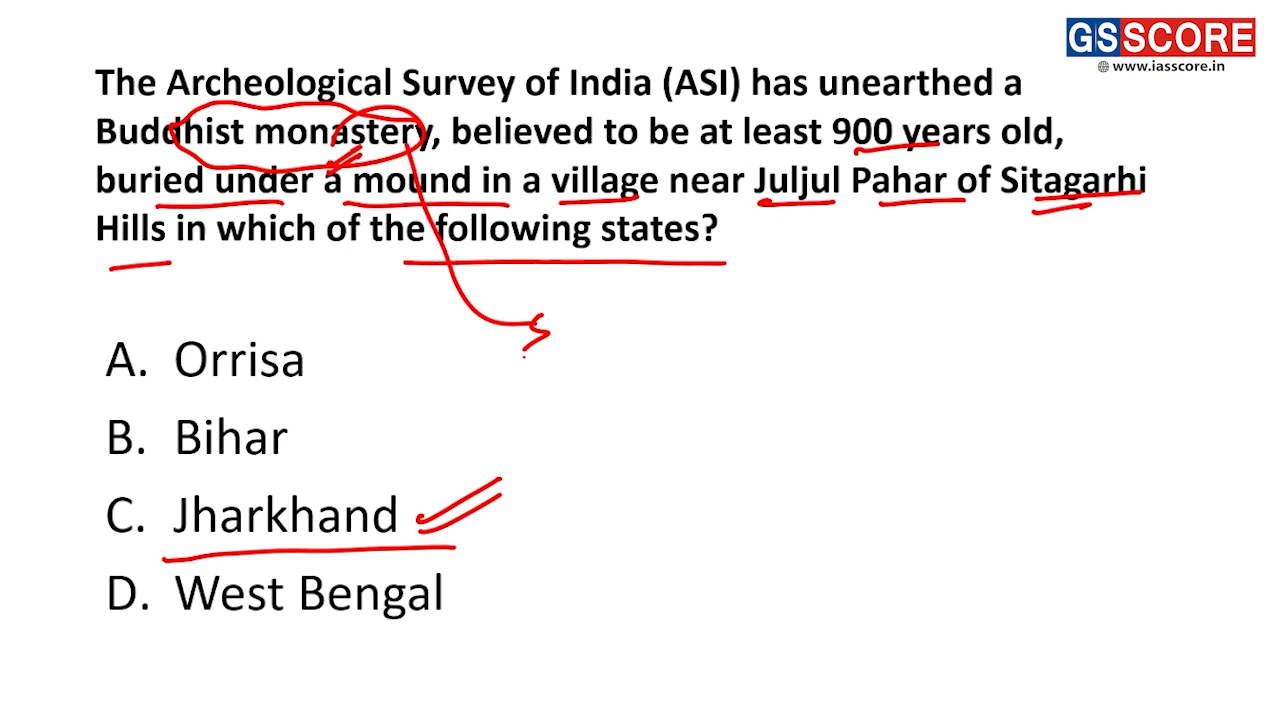 GSSCORE
www.iasscore.in
The Archeological Survey of India (ASI) has unearthed a
Buddhist monastery, believed to be at least 900 years old,
buried under a mound in a village near Juljul Pahar of Sitagarhi
Hills in which of the following states?
A. Orrisa
B. Bihar
C. Jharkhand
D. West Bengal